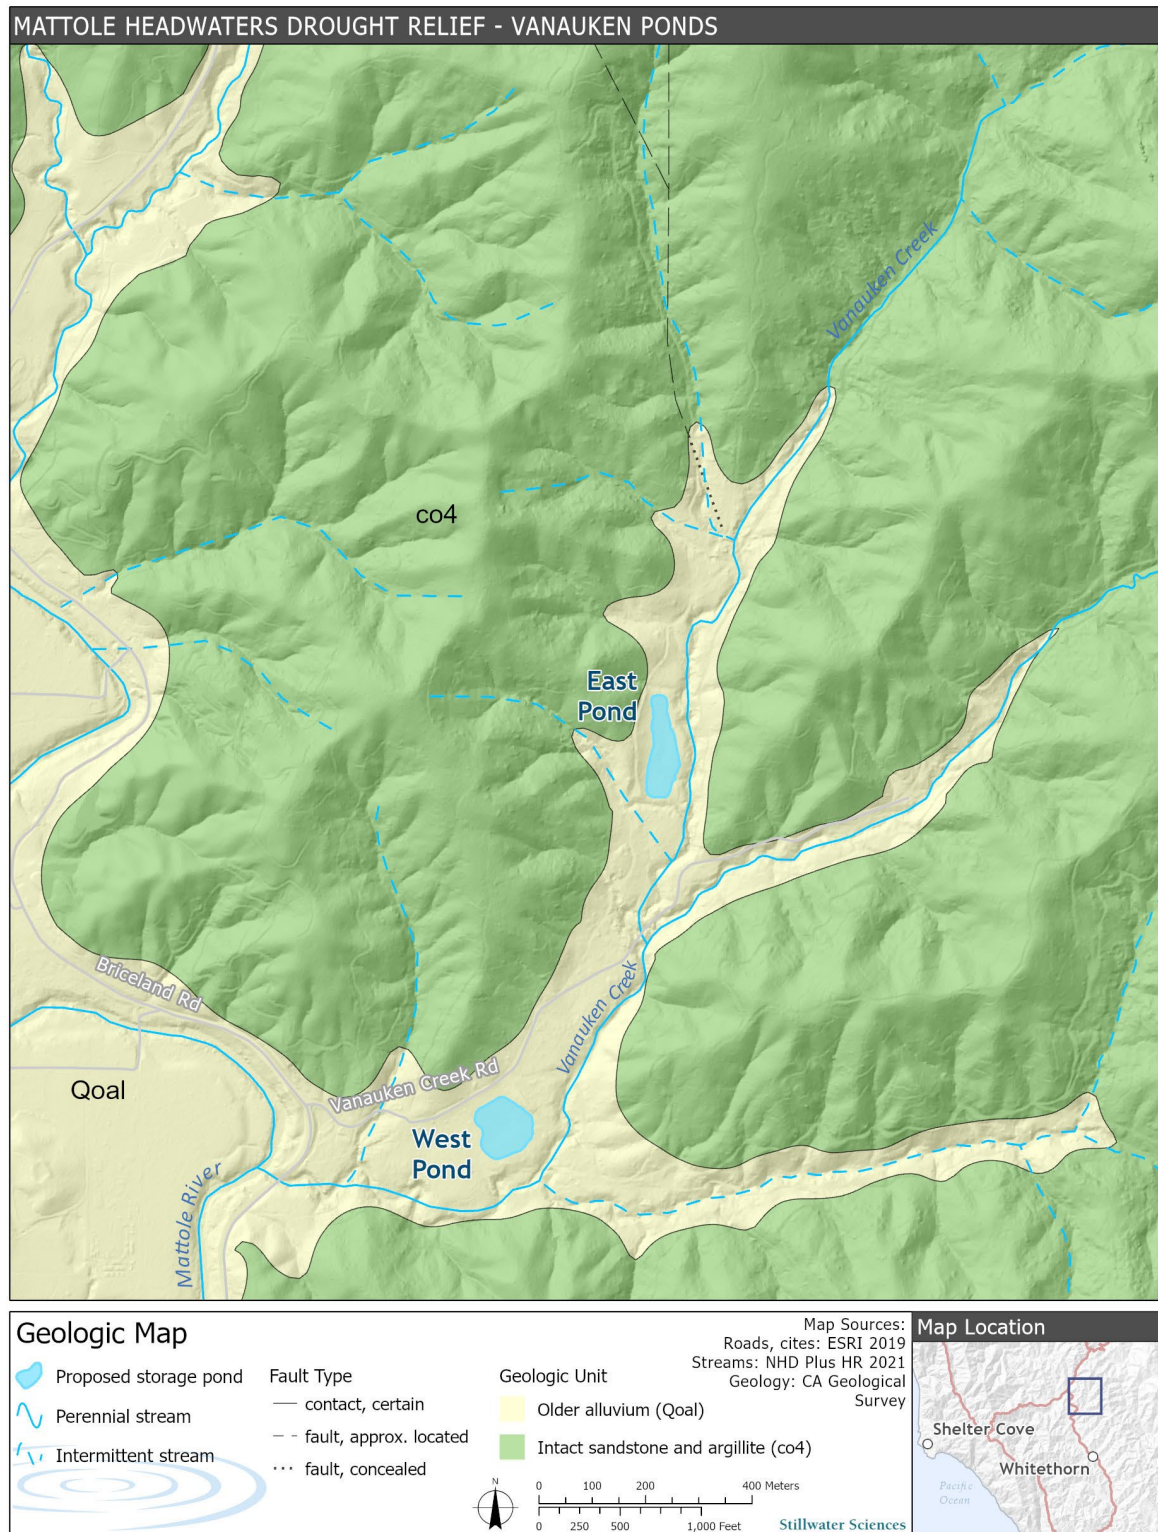 MATTOLE HEADWATERS DROUGHT RELIEF - VANAUKEN PONDS
Vanauken Creek
co4
East
Pond
Briceland Rd
Vanauken Creek
Vanauken Creek Rd
Qoal
West
Pond
Mattole River
Geologic Map
Proposed storage pond
Perennial stream
Intermittent stream
Fault Type
contact, certain
fault, approx. located
fault, concealed
Geologic Unit
Older alluvium (Qoal)
Intact sandstone and argillite (co4)
Map Sources:
Roads, cites: ESRI 2019
Streams: NHD Plus HR 2021
Geology: CA Geological
Survey
N
0 100 200 400 Meters
0 250 500 1,000 Feet
Stillwater Sciences
Map Location
Shelter Cove
Whitethorn
Pacific
Ocean